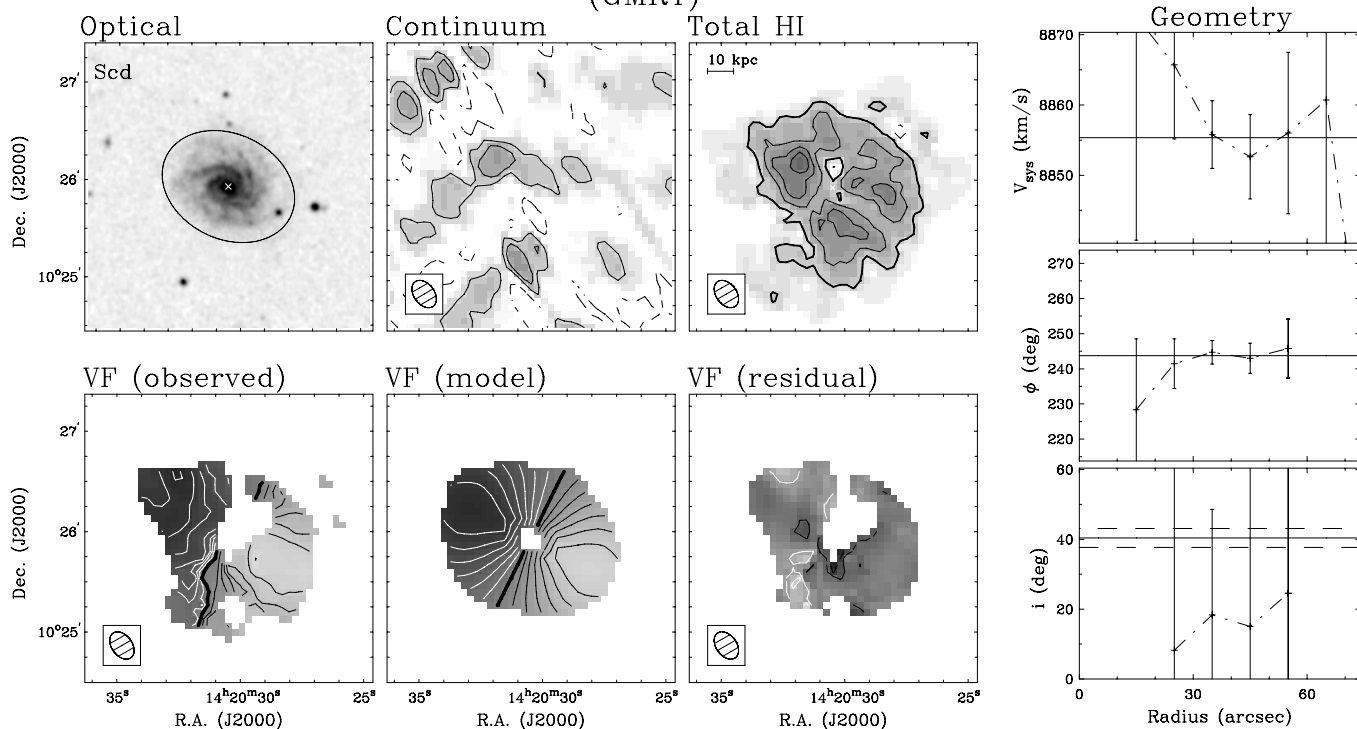 (GMRT)
Optical
Continuum
Total HI
Geometry
Scd
10 kpc
27′
26′
10°25′
Dec. (J2000)
8870
8860
8850
V_sys (km/s)
270
260
250
240
230
220
ϕ (deg)
VF (observed)
VF (model)
VF (residual)
27′
26′
10°25′
Dec. (J2000)
35ˢ 14ʰ20ᵐ30ˢ 25ˢ
35ˢ 14ʰ20ᵐ30ˢ 25ˢ
35ˢ 14ʰ20ᵐ30ˢ 25ˢ
R.A. (J2000)
R.A. (J2000)
R.A. (J2000)
60
40
20
0
i (deg)
0 30 60
Radius (arcsec)